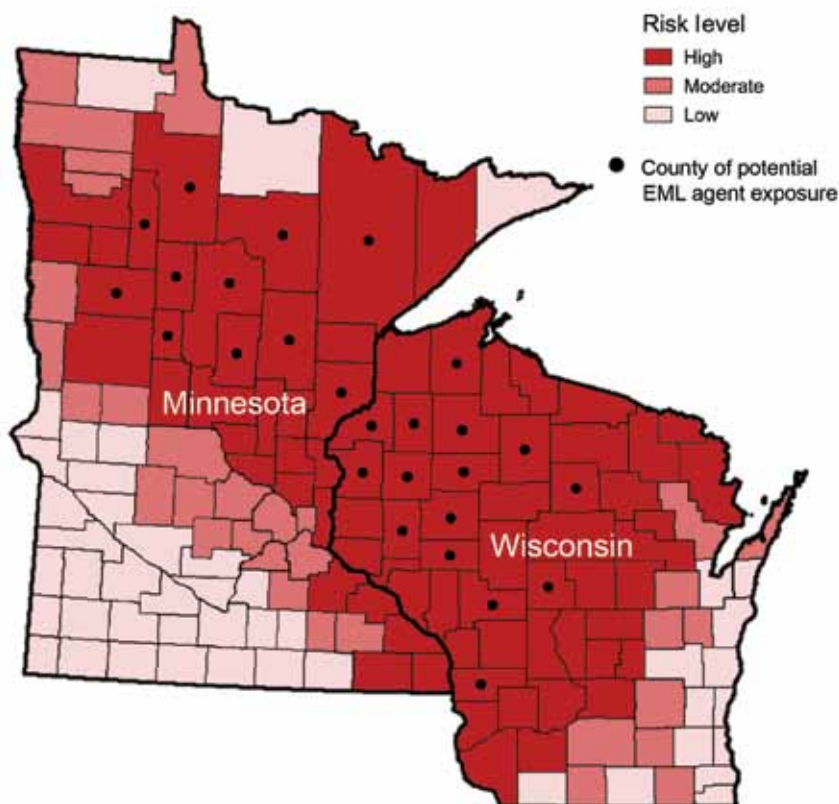 Risk level
High
Moderate
Low
County of potential
EML agent exposure
Minnesota
Wisconsin